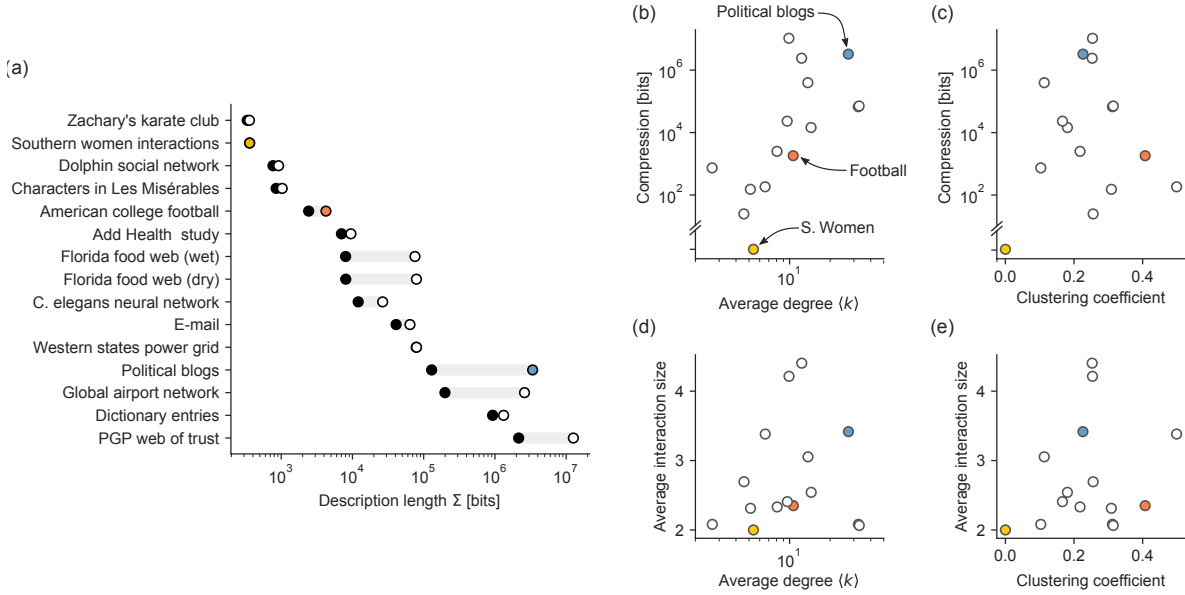 (a)
Zachary's karate club
Southern women interactions
Dolphin social network
Characters in Les Misérables
American college football
Add Health study
Florida food web (wet)
Florida food web (dry)
C. elegans neural network
E-mail
Western states power grid
Political blogs
Global airport network
Dictionary entries
PGP web of trust
10³ 10⁴ 10⁵ 10⁶ 10⁷
Description length Σ [bits]
(b)
Political blogs
Football
S. Women
Compression [bits]
10⁶
10⁴
10²
10¹
Average degree ⟨k⟩
(c)
Compression [bits]
10⁶
10⁴
10²
0.0 0.2 0.4
Clustering coefficient
(d)
Average interaction size
4
3
2
10¹
Average degree ⟨k⟩
(e)
Average interaction size
4
3
2
0.0 0.2 0.4
Clustering coefficient